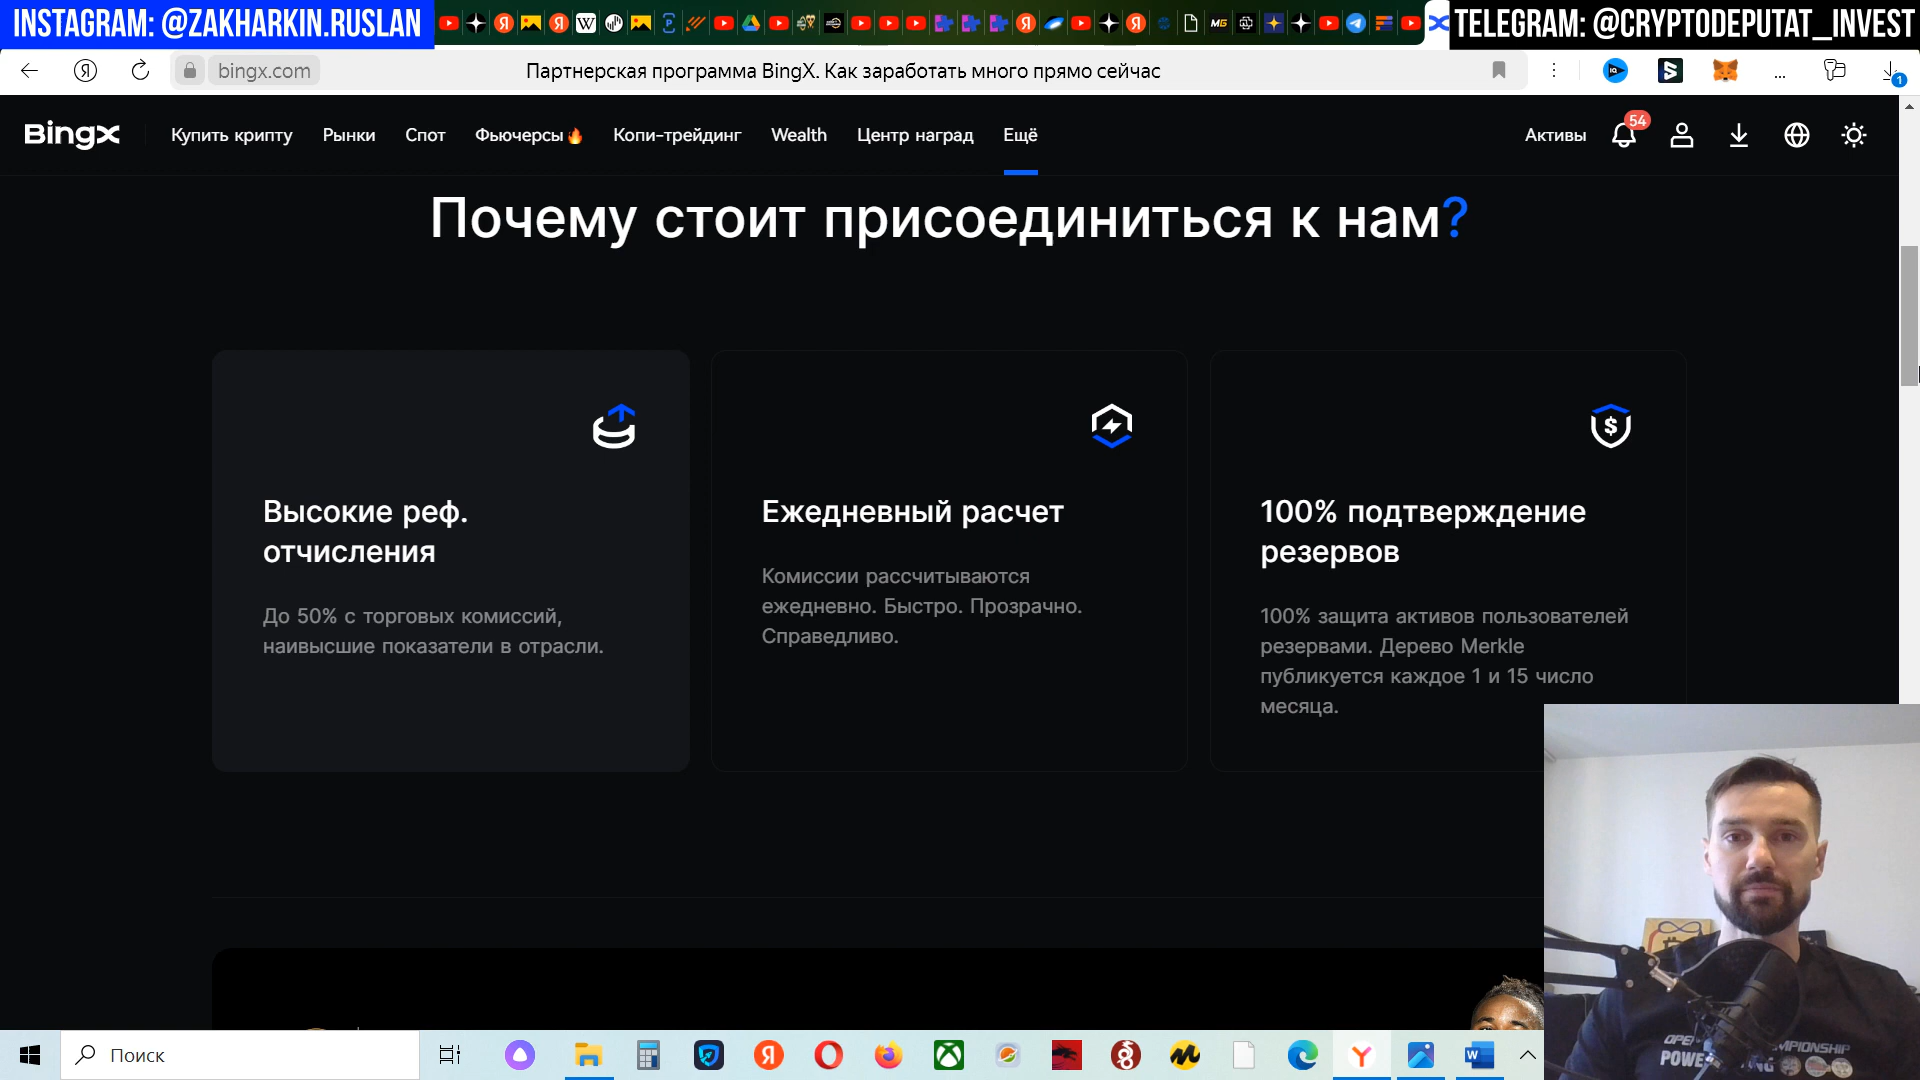 INSTAGRAM: @ZAKHARKIN.RUSLAN
TELEGRAM: @CRYPTODEPUTAT_INVEST
bingx.com
Партнерская программа BingX. Как заработать много прямо сейчас
...
1
BingX
Купить крипту
Рынки
Спот
Фьючерсы
Копи-трейдинг
Wealth
Центр наград
Ещё
Активы
54
Почему стоит присоединиться к нам?
Высокие реф.
отчисления
До 50% с торговых комиссий,
наивысшие показатели в отрасли.
Ежедневный расчет
Комиссии рассчитываются
ежедневно. Быстро. Прозрачно.
Справедливо.
100% подтверждение
резервов
100% защита активов пользователей
резервами. Дерево Merkle
публикуется каждое 1 и 15 число
месяца.
Поиск